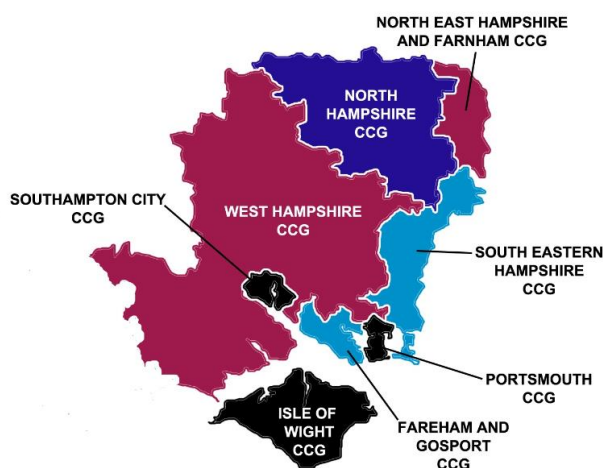 NORTH EAST HAMPSHIRE
AND FARNHAM CCG
NORTH
HAMPSHIRE
CCG
SOUTHAMPTON CITY
CCG
WEST HAMPSHIRE
CCG
SOUTH EASTERN
HAMPSHIRE
CCG
PORTSMOUTH
CCG
ISLE OF
WIGHT
CCG
FAREHAM AND
GOSPORT
CCG